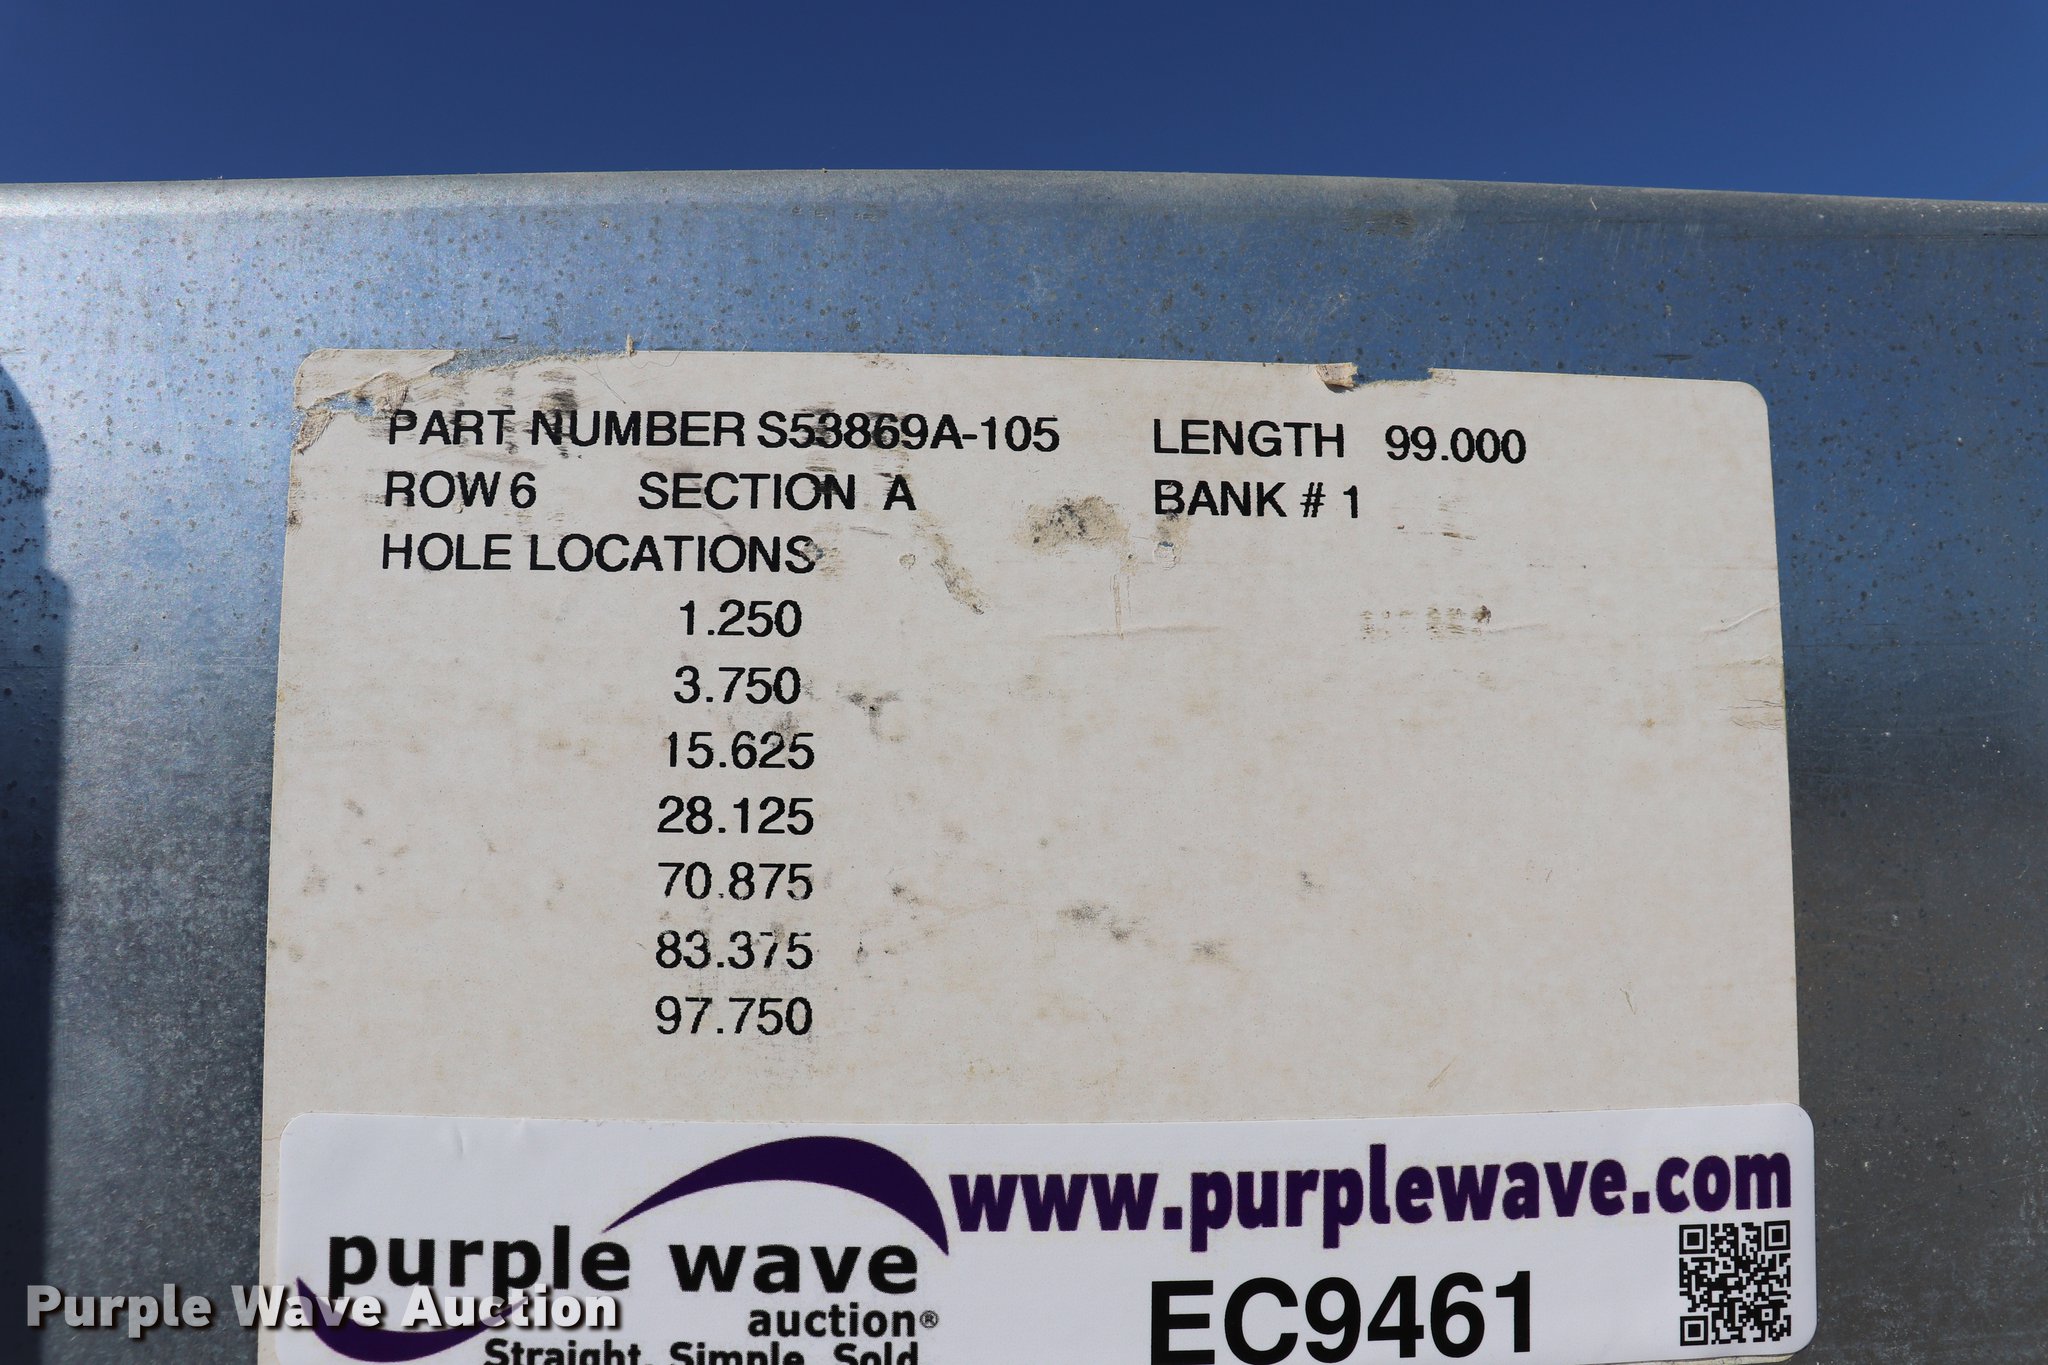 PART NUMBER S53869A-105 LENGTH 99.000
ROW 6 SECTION A BANK # 1
HOLE LOCATIONS
1.250
3.750
15.625
28.125
70.875
83.375
97.750
www.purplewave.com
purple wave
auction®
Straight. Simple. Sold
EC9461
Purple Wave Auction